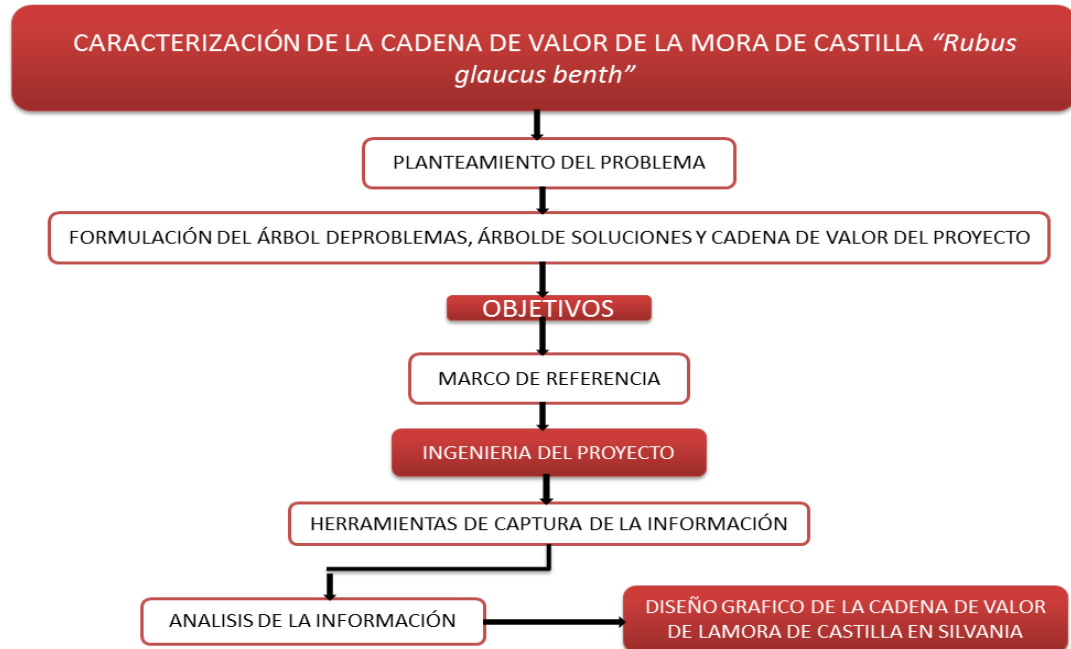 CARACTERIZACIÓN DE LA CADENA DE VALOR DE LA MORA DE CASTILLA “Rubus
glaucus benth”
PLANTEAMIENTO DEL PROBLEMA
FORMULACIÓN DEL ÁRBOL DEPROBLEMAS, ÁRBOLDE SOLUCIONES Y CADENA DE VALOR DEL PROYECTO
OBJETIVOS
MARCO DE REFERENCIA
INGENIERIA DEL PROYECTO
HERRAMIENTAS DE CAPTURA DE LA INFORMACIÓN
ANALISIS DE LA INFORMACIÓN
DISEÑO GRAFICO DE LA CADENA DE VALOR
DE LAMORA DE CASTILLA EN SILVANIA